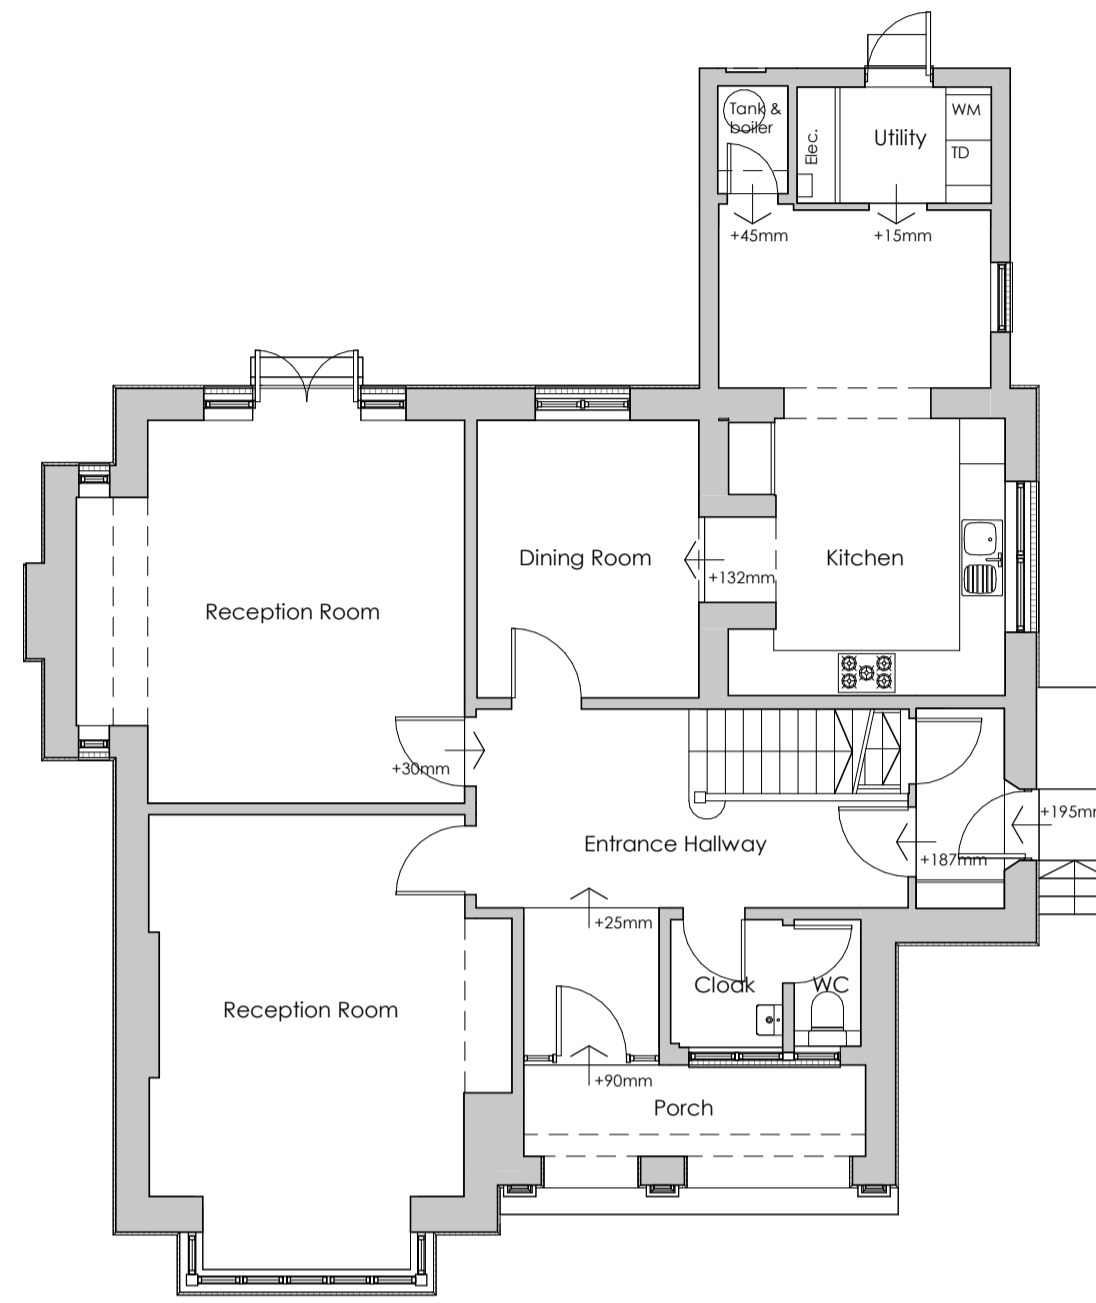 Tank &
boiler
Elec.
Utility
WM
TD
+45mm
+15mm
Dining Room
+132mm
Kitchen
Reception Room
+30mm
Entrance Hallway
+187mm
+195mm
+25mm
Cloak
WC
Reception Room
+90mm
Porch